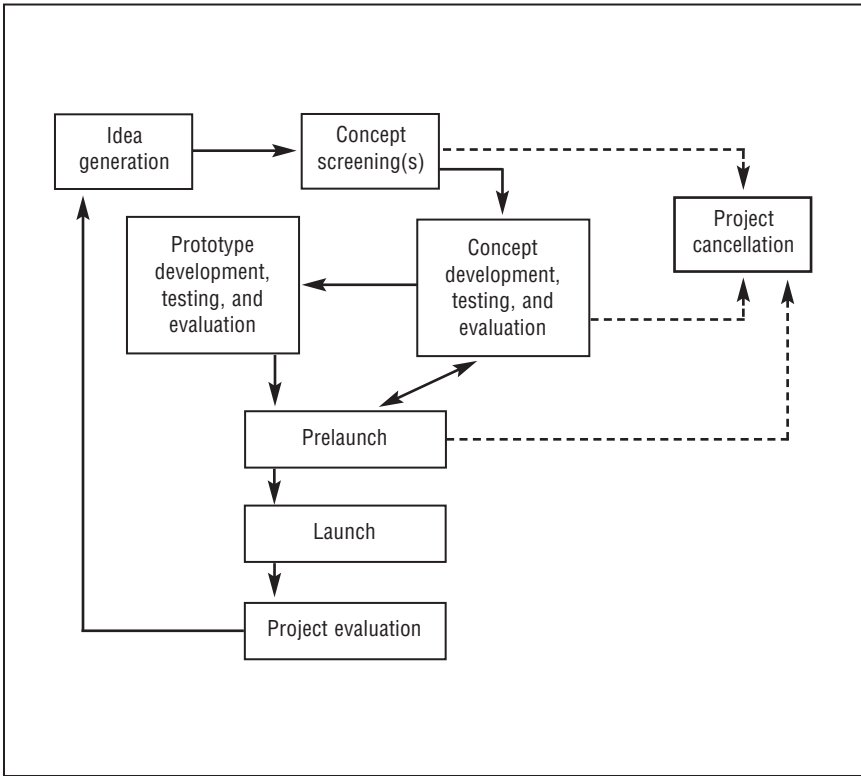 Idea
generation
Concept
screening(s)
Project
cancellation
Prototype
development,
testing, and
evaluation
Concept
development,
testing, and
evaluation
Prelaunch
Launch
Project evaluation